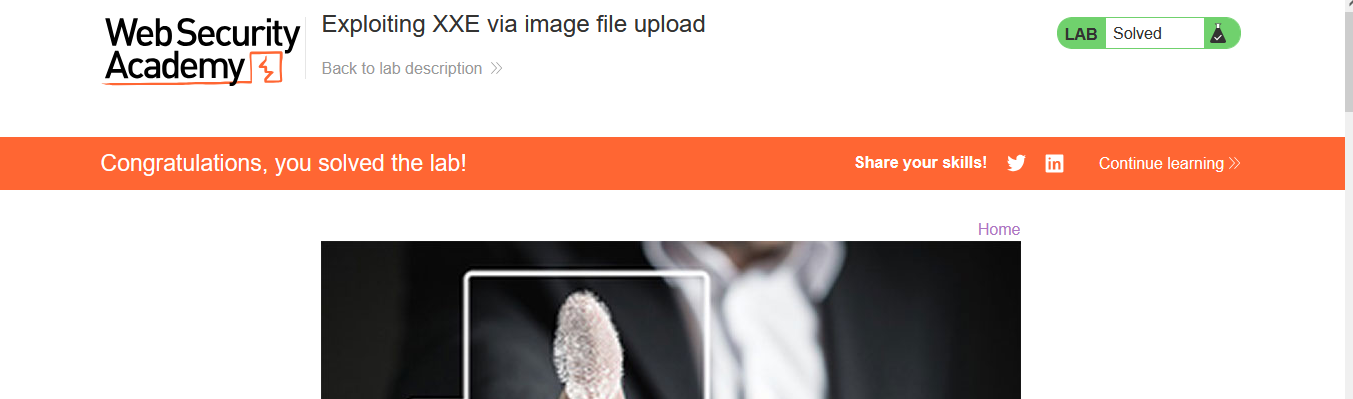 Web Security
Academy
Exploiting XXE via image file upload
Back to lab description
LAB Solved
Congratulations, you solved the lab!
Share your skills!
Continue learning
Home